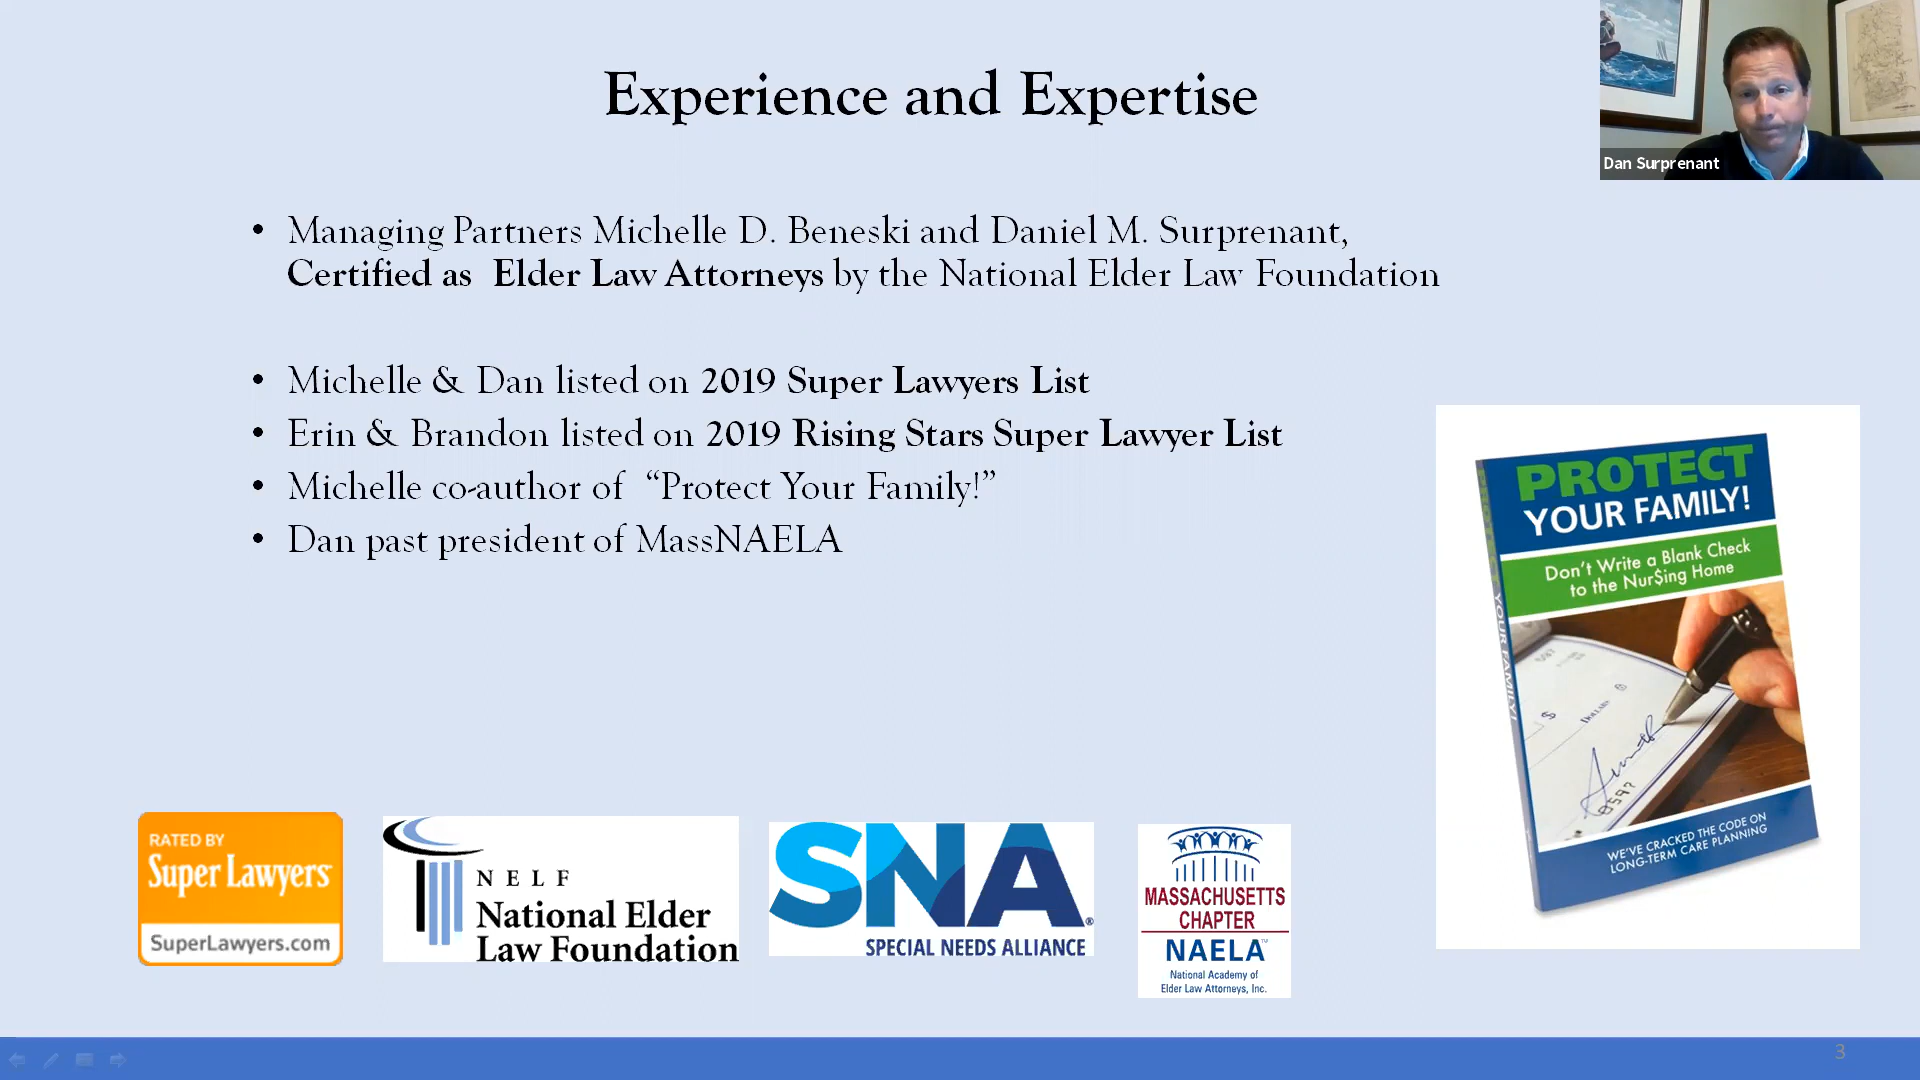 Experience and Expertise
Dan Surprenant
• Managing Partners Michelle D. Beneski and Daniel M. Surprenant,
Certified as Elder Law Attorneys by the National Elder Law Foundation
• Michelle & Dan listed on 2019 Super Lawyers List
• Erin & Brandon listed on 2019 Rising Stars Super Lawyer List
• Michelle co-author of “Protect Your Family!”
• Dan past president of MassNAELA
PROTECT
YOUR FAMILY!
Don't Write a Blank Check
to the Nur$ing Home
DOLLARS
$
WE'VE CRACKED THE CODE ON
LONG-TERM CARE PLANNING
RATED BY
Super Lawyers
SuperLawyers.com
NELF
National Elder
Law Foundation
SNA®
SPECIAL NEEDS ALLIANCE
MASSACHUSETTS
CHAPTER
NAELA™
National Academy of
Elder Law Attorneys, Inc.
3